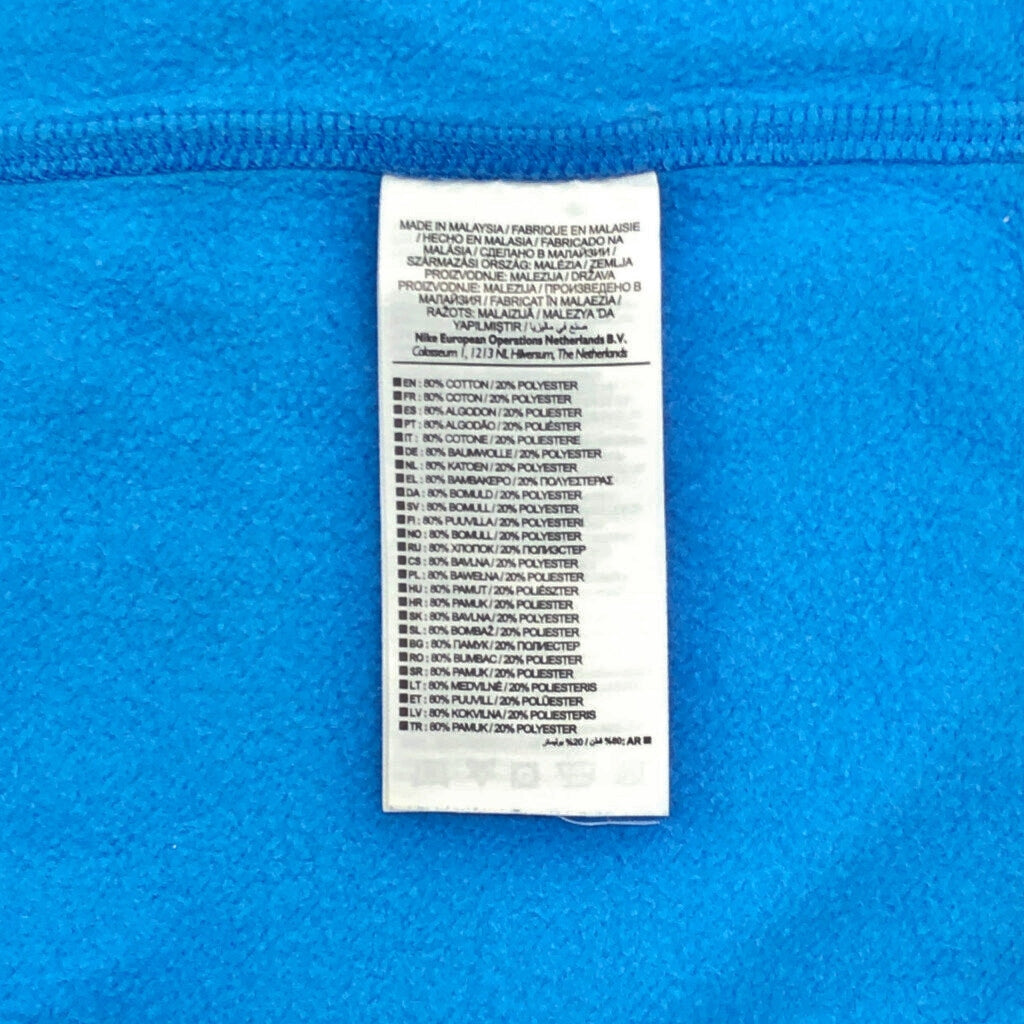 MADE IN MALAYSIA / FABRIQUE EN MALAISIE
/ HECHO EN MALASIA / FABRICADO NA
MALÁSIA / СДЕЛАНО В МАЛАЙЗИИ /
SZÁRMAZÁSI ORSZÁG: MALÉZIA / ZEMLJA
PROIZVODNJE: MALEZIJA / DRŽAVA
PROIZVODNJE: MALEZIJA / ПРОИЗВЕДЕНО В
МАЛАЙЗИЯ / FABRICAT ÎN MALAEZIA /
RAŽOTS: MALAIZIJĀ / MALEZYA 'DA
YAPILMIŞTIR / صنع في ماليزيا
Nike European Operations Netherlands B.V.
Colosseum 1, 1213 NL Hilversum, The Netherlands
EN : 80% COTTON / 20% POLYESTER
FR : 80% COTON / 20% POLYESTER
ES : 80% ALGODON / 20% POLIESTER
PT : 80% ALGODÃO / 20% POLIÉSTER
IT : 80% COTONE / 20% POLIESTERE
DE : 80% BAUMWOLLE / 20% POLYESTER
NL : 80% KATOEN / 20% POLYESTER
EL : 80% ΒΑΜΒΑΚΕΡΟ / 20% ΠΟΛΥΕΣΤΕΡΑΣ
DA : 80% BOMULD / 20% POLYESTER
SV : 80% BOMULL / 20% POLYESTER
FI : 80% PUUVILLA / 20% POLYESTERI
NO : 80% BOMULL / 20% POLYESTER
RU : 80% ХЛОПОК / 20% ПОЛИЭСТЕР
CS : 80% BAVLNA / 20% POLYESTER
PL : 80% BAWEŁNA / 20% POLIESTER
HU : 80% PAMUT / 20% POLIÉSZTER
HR : 80% PAMUK / 20% POLIESTER
SK : 80% BAVLNA / 20% POLYESTER
SL : 80% BOMBAŽ / 20% POLIESTER
BG : 80% ПАМУК / 20% ПОЛИЕСТЕР
RO : 80% BUMBAC / 20% POLIESTER
SR : 80% PAMUK / 20% POLIESTER
LT : 80% MEDVILNĖ / 20% POLIESTERIS
ET : 80% PUUVILL / 20% POLÜESTER
LV : 80% KOKVILNA / 20% POLIESTERIS
TR : 80% PAMUK / 20% POLYESTER
AR :80% قطن / 20% بوليستر